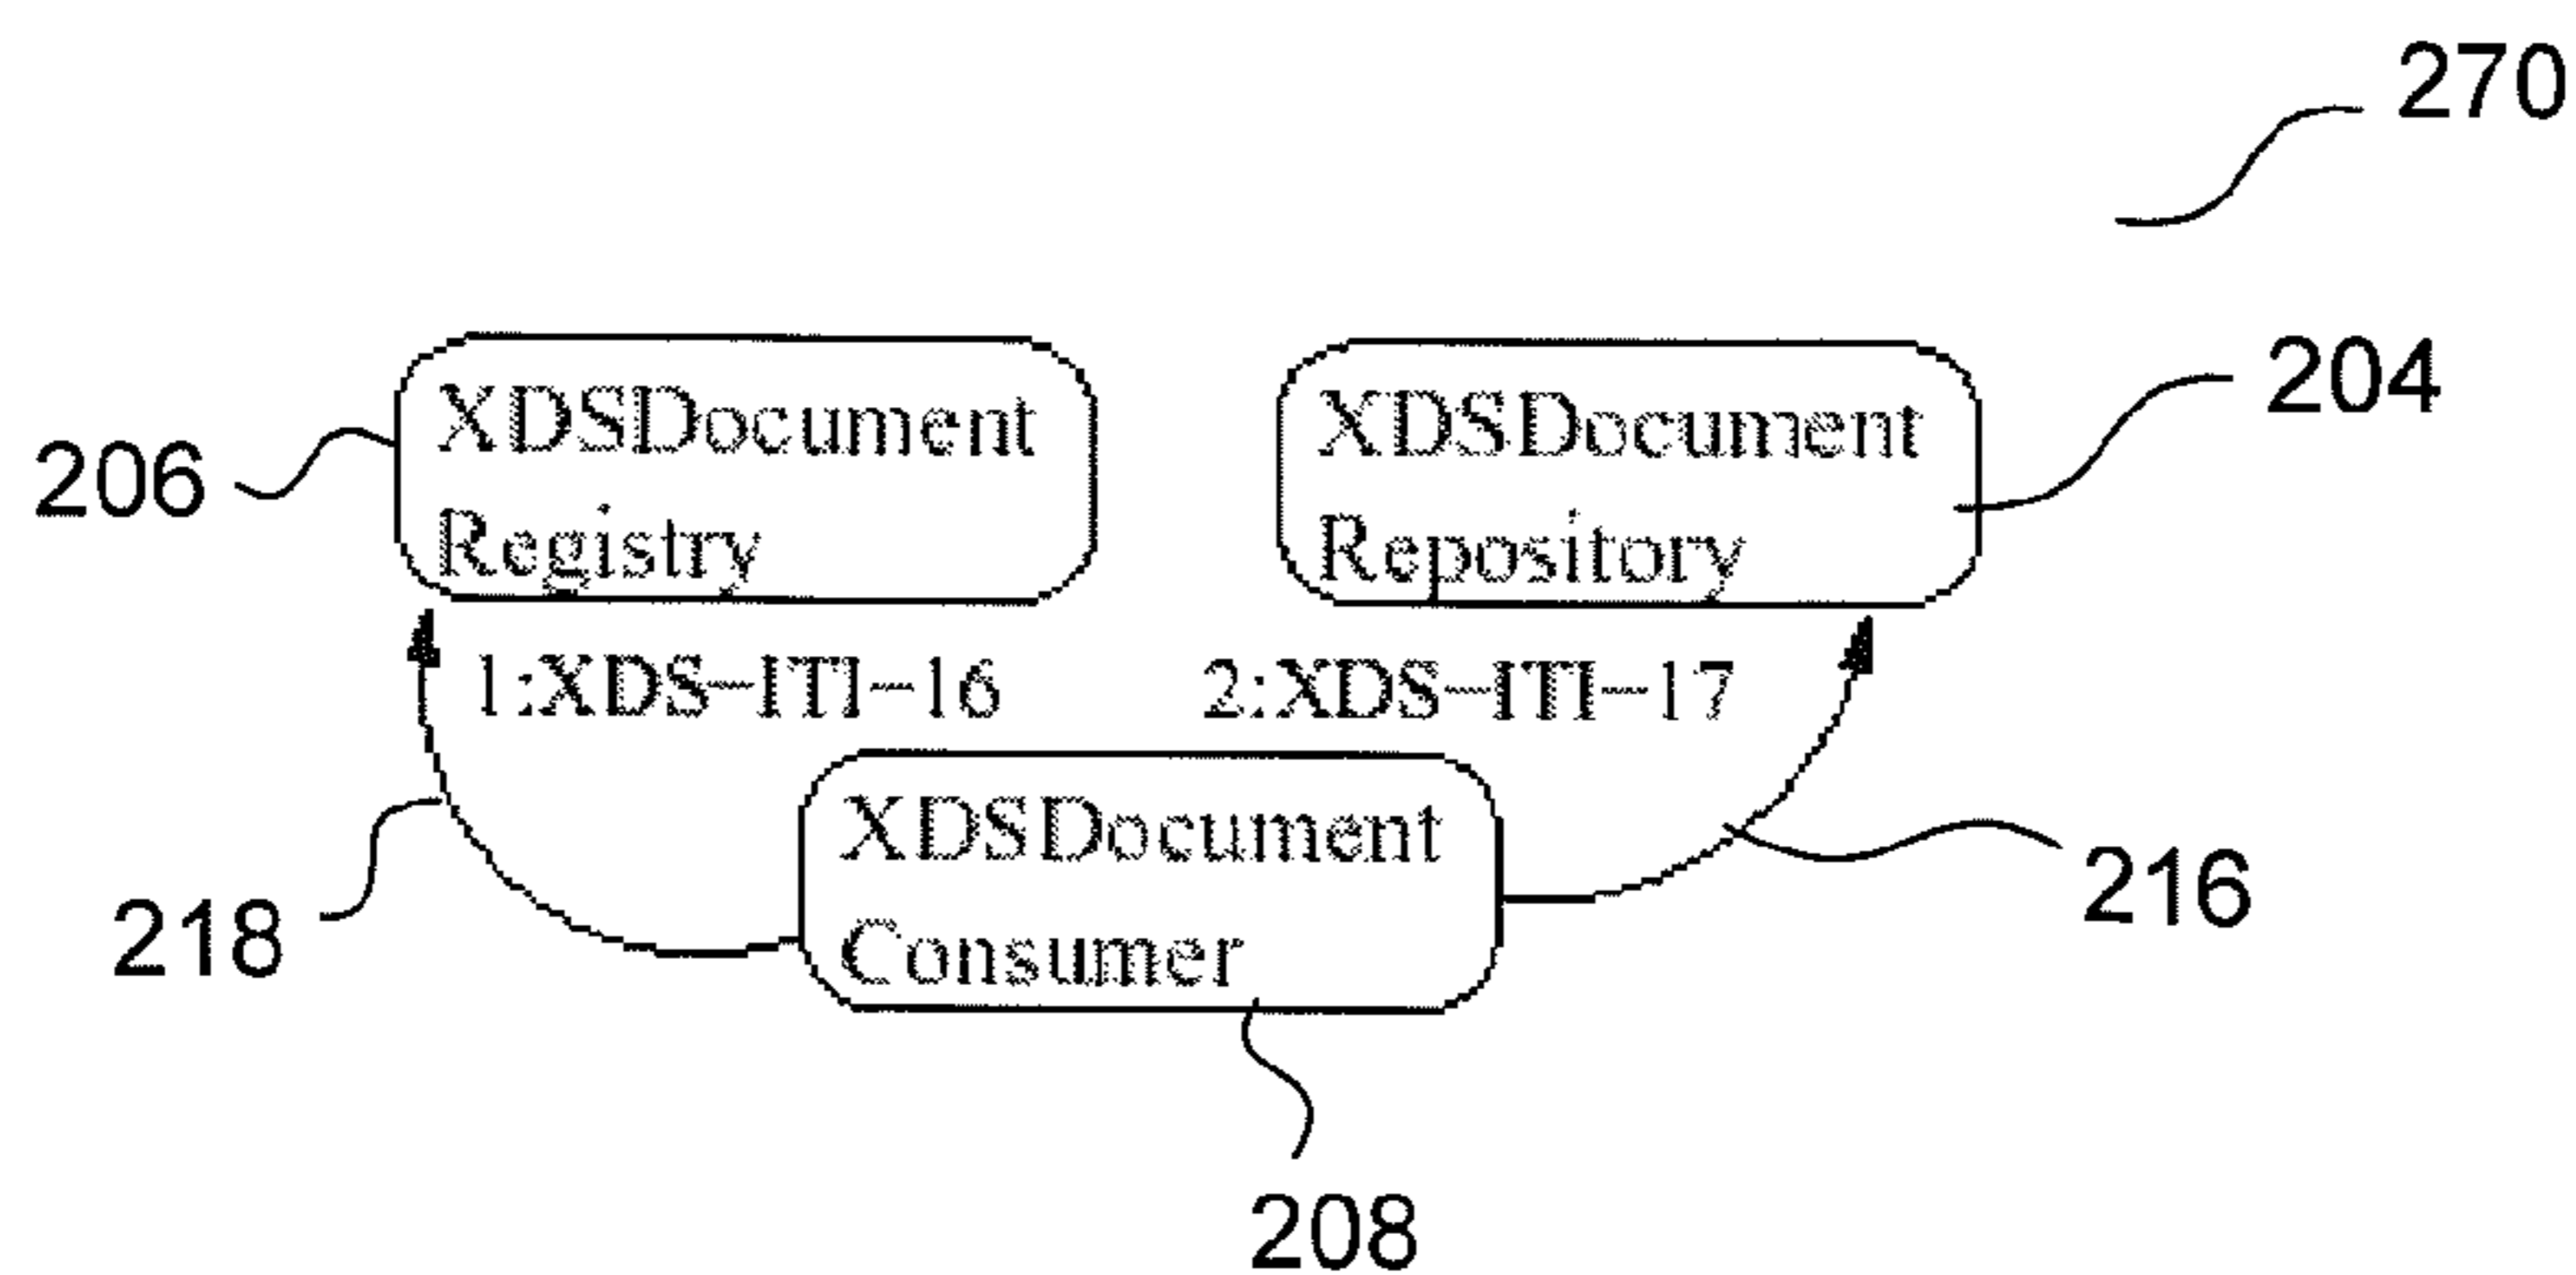 270
XDSDocument
Registry
XDSDocument
Repository
204
206
1:XDS-ITI-16
2:XDS-ITI-17
XDSDocument
Consumer
218
216
208